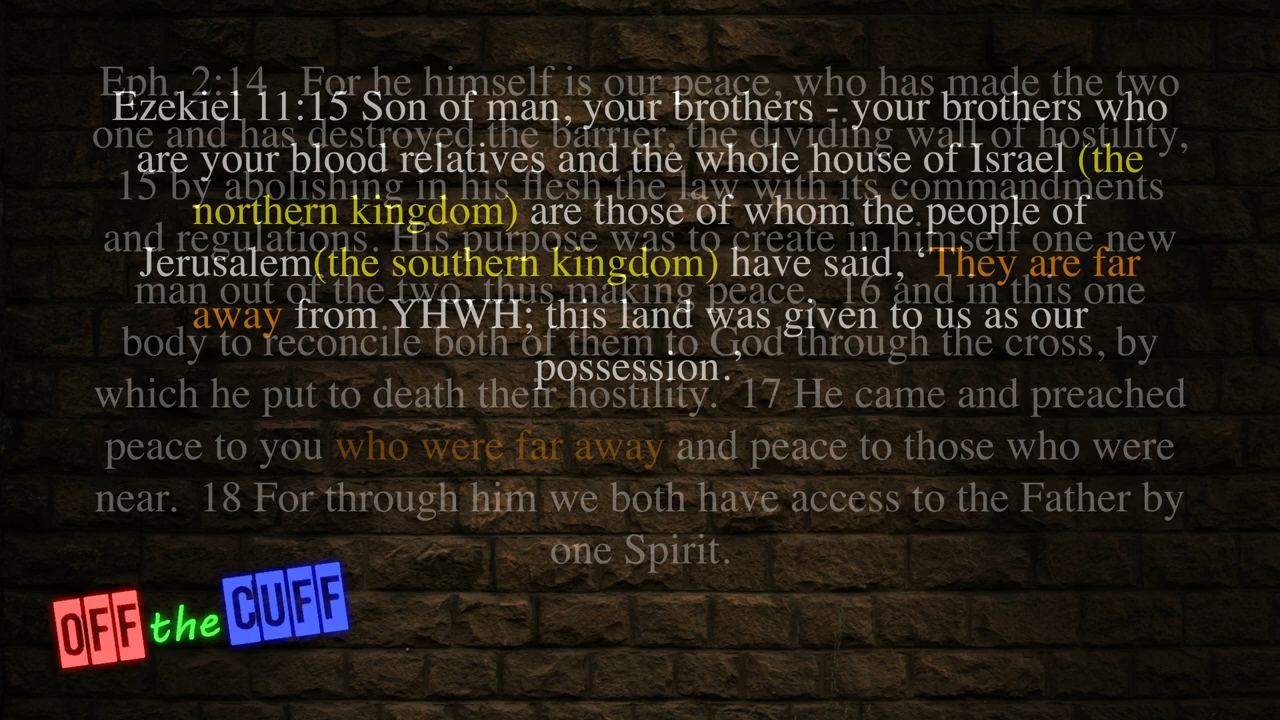 Eph. 2:14 For he himself is our peace, who has made the two
one and has destroyed the barrier, the dividing wall of hostility,
15 by abolishing in his flesh the law with its commandments
and regulations. His purpose was to create in himself one new
man out of the two, thus making peace, 16 and in this one
body to reconcile both of them to God through the cross, by
which he put to death their hostility. 17 He came and preached
peace to you who were far away and peace to those who were
near. 18 For through him we both have access to the Father by
one Spirit.
Ezekiel 11:15 Son of man, your brothers - your brothers who
are your blood relatives and the whole house of Israel (the
northern kingdom) are those of whom the people of
Jerusalem(the southern kingdom) have said, ‘They are far
away from YHWH; this land was given to us as our
possession.’
OFF the CUFF